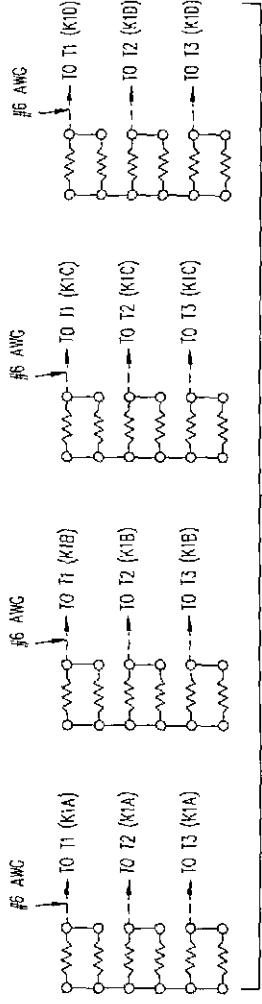 #6 AWG
TO T1 (K1A)
TO T2 (K1A)
TO T3 (K1A)
#6 AWG
TO T1 (K1B)
TO T2 (K1B)
TO T3 (K1B)
#6 AWG
TO T1 (K1C)
TO T2 (K1C)
TO T3 (K1C)
#6 AWG
TO T1 (K1D)
TO T2 (K1D)
TO T3 (K1D)